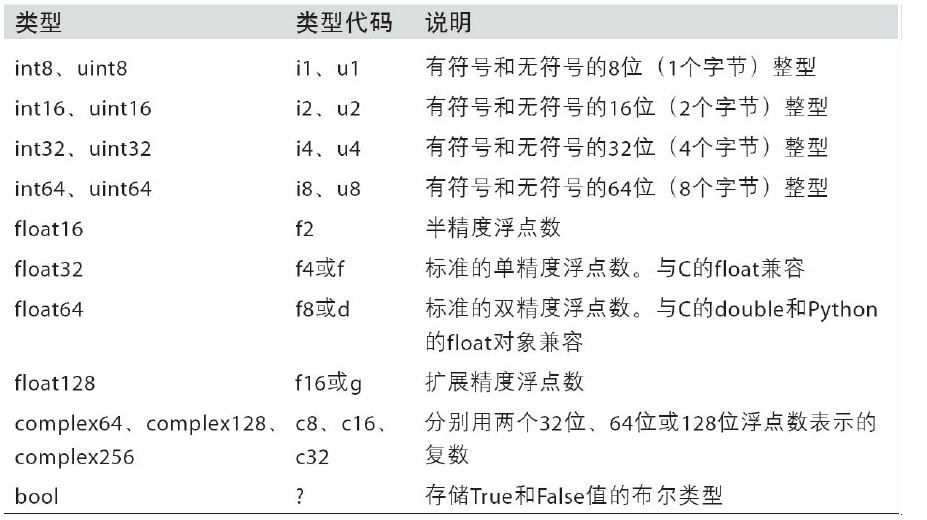 类型 类型代码 说明
int8、uint8 i1、u1 有符号和无符号的8位（1个字节）整型
int16、uint16 i2、u2 有符号和无符号的16位（2个字节）整型
int32、uint32 i4、u4 有符号和无符号的32位（4个字节）整型
int64、uint64 i8、u8 有符号和无符号的64位（8个字节）整型
float16 f2 半精度浮点数
float32 f4或f 标准的单精度浮点数。与C的float兼容
float64 f8或d 标准的双精度浮点数。与C的double和Python
的float对象兼容
float128 f16或g 扩展精度浮点数
complex64、complex128、 c8、c16、 分别用两个32位、64位或128位浮点数表示的
complex256 c32 复数
bool ? 存储True和False值的布尔类型